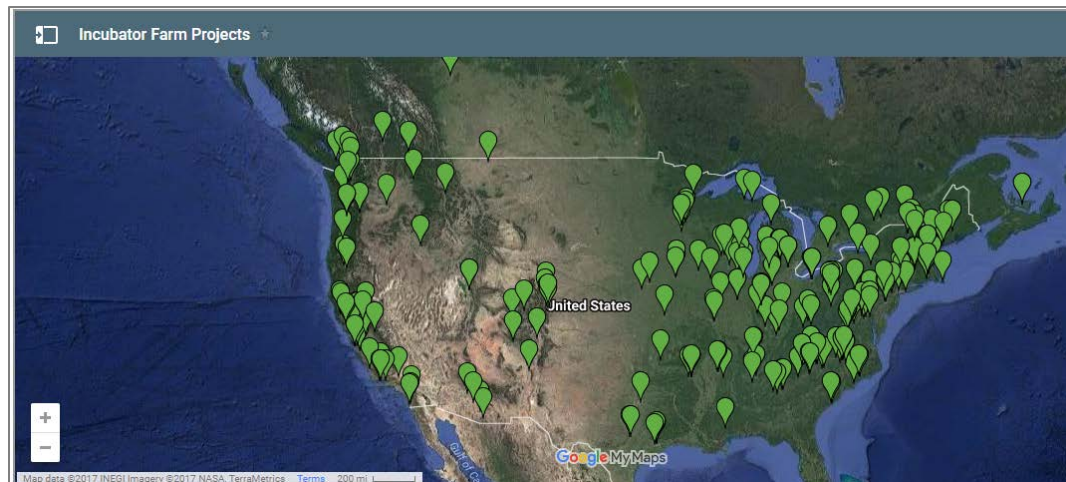 Incubator Farm Projects
United States
+
Google My Maps
−
Gulf of Ca
Map data ©2017 INEGI Imagery ©2017 NASA, TerraMetrics Terms 200 mi